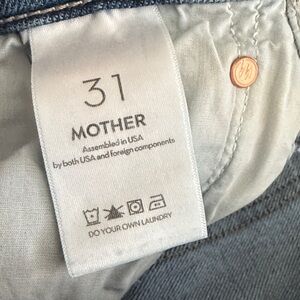 31
MOTHER
Assembled in USA
by both USA and foreign components
DO YOUR OWN LAUNDRY